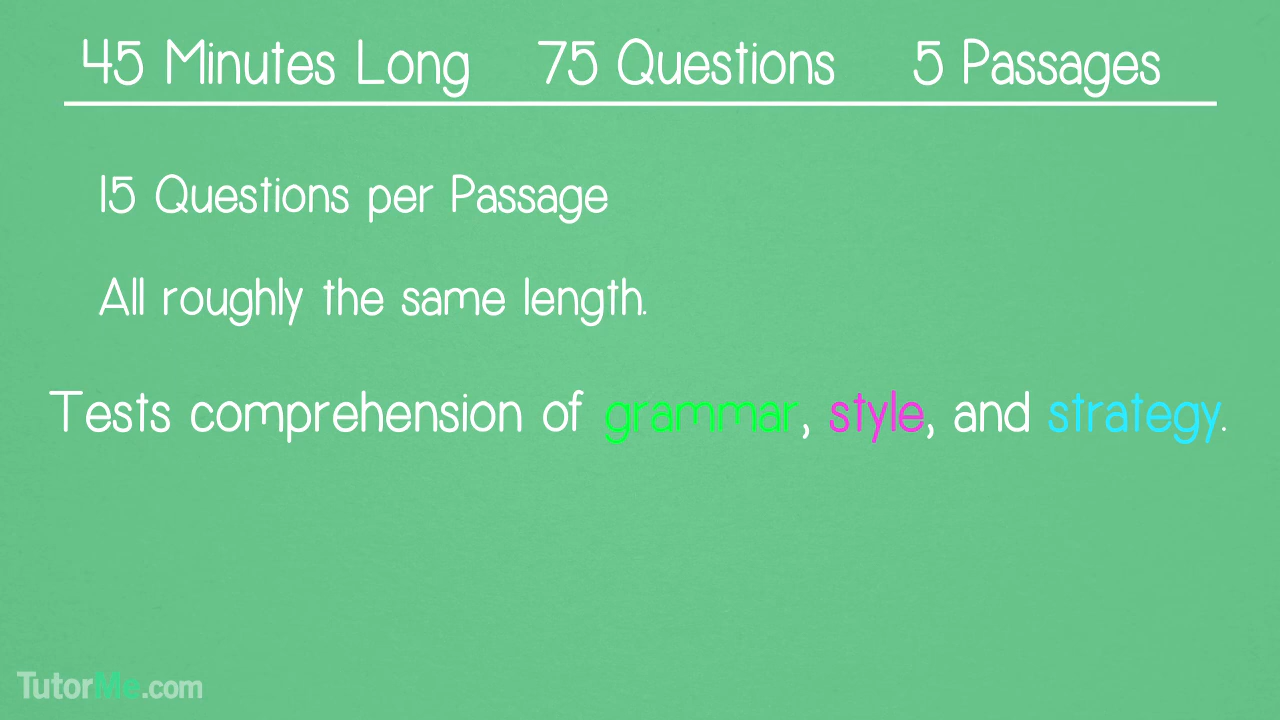 45 Minutes Long 75 Questions 5 Passages
15 Questions per Passage
All roughly the same length.
Tests comprehension of grammar, style, and strategy.
TutorMe.com